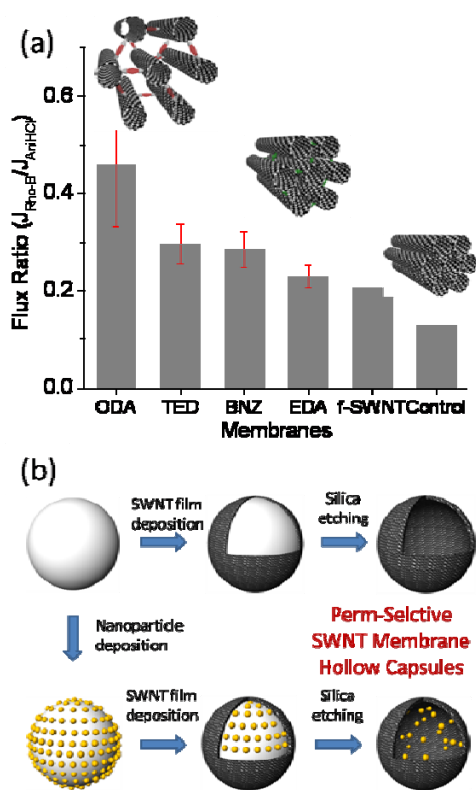 (a)
Flux Ratio (J_Rho-B/J_AniHCl)
0.6
0.4
0.2
0.0
ODA TED BNZ EDA f-SWNT Control
Membranes
(b)
SWNT film
deposition
Silica
etching
Nanoparticle
deposition
Perm-Selctive
SWNT Membrane
Hollow Capsules
SWNT film
deposition
Silica
etching